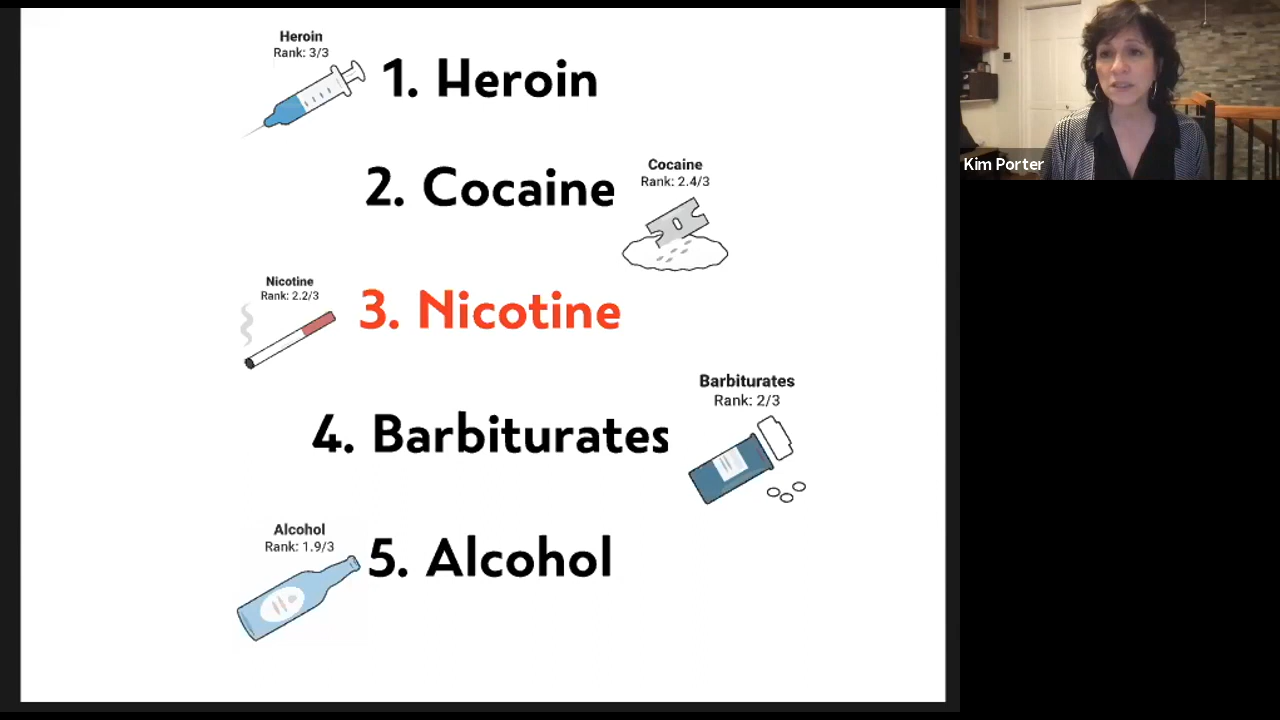 Heroin
Rank: 3/3
1. Heroin
2. Cocaine
Cocaine
Rank: 2.4/3
Nicotine
Rank: 2.2/3
3. Nicotine
Barbiturates
Rank: 2/3
4. Barbiturates
Alcohol
Rank: 1.9/3
5. Alcohol
Kim Porter